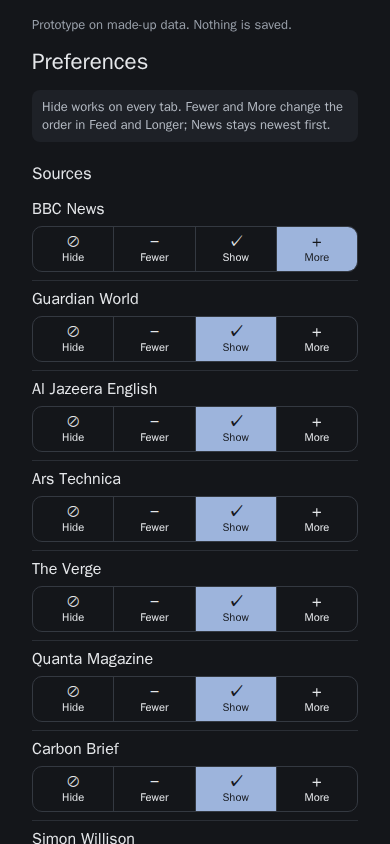 Prototype on made-up data. Nothing is saved.
Preferences
Hide works on every tab. Fewer and More change the
order in Feed and Longer; News stays newest first.
Sources
BBC News
Hide
Fewer
Show
More
Guardian World
Hide
Fewer
Show
More
Al Jazeera English
Hide
Fewer
Show
More
Ars Technica
Hide
Fewer
Show
More
The Verge
Hide
Fewer
Show
More
Quanta Magazine
Hide
Fewer
Show
More
Carbon Brief
Hide
Fewer
Show
More
Simon Willison